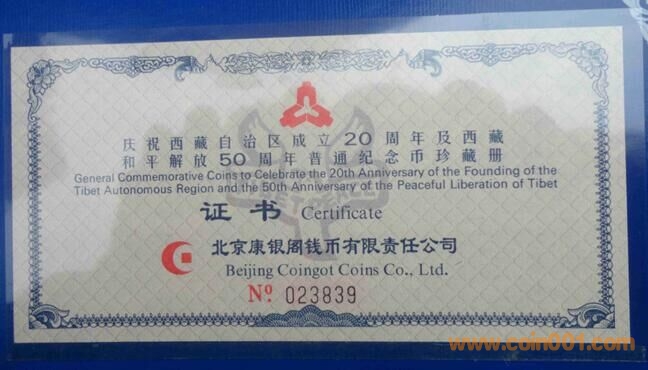 庆祝西藏自治区成立20周年及西藏
和平解放50周年普通纪念币珍藏册
General Commemorative Coins to Celebrate the 20th Anniversary of the Founding of the
Tibet Autonomous Region and the 50th Anniversary of the Peaceful Liberation of Tibet
证书 Certificate
北京康银阁钱币有限责任公司
Beijing Coingot Coins Co., Ltd.
No 023839
www.coin001.com